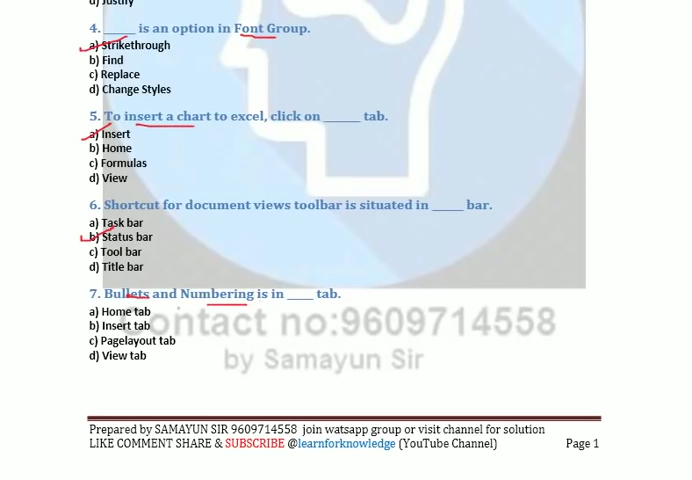 d) Justify
4. _____ is an option in Font Group.
a) Strikethrough
b) Find
c) Replace
d) Change Styles
5. To insert a chart to excel, click on ______ tab.
a) Insert
b) Home
c) Formulas
d) View
6. Shortcut for document views toolbar is situated in _____ bar.
a) Task bar
b) Status bar
c) Tool bar
d) Title bar
7. Bullets and Numbering is in ____ tab.
a) Home tab
b) Insert tab
c) Pagelayout tab
d) View tab
Contact no:9609714558
by Samayun Sir
Prepared by SAMAYUN SIR 9609714558 join watsapp group or visit channel for solution
LIKE COMMENT SHARE & SUBSCRIBE @learnforknowledge (YouTube Channel) Page 1